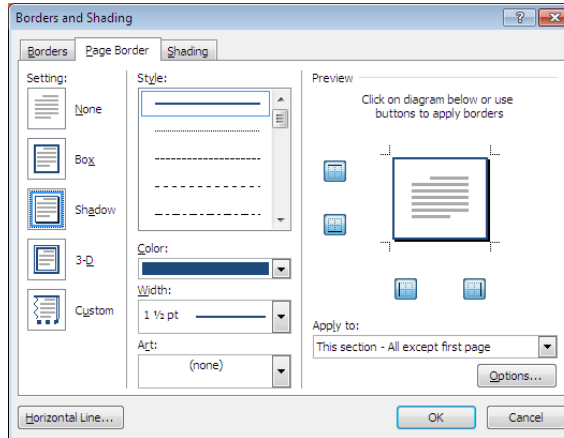 Borders and Shading
Borders
Page Border
Shading
Setting:
None
Box
Shadow
3-D
Custom
Style:
Color:
Width:
1 ½ pt
Art:
(none)
Preview
Click on diagram below or use
buttons to apply borders
Apply to:
This section - All except first page
Options...
Horizontal Line...
OK
Cancel